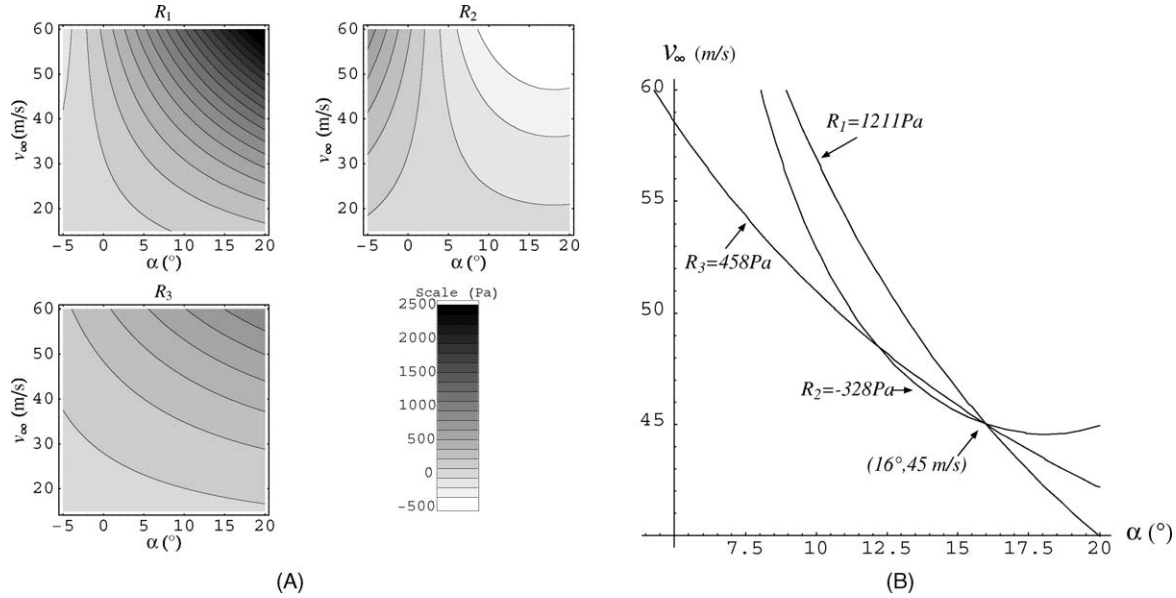 R1 R2
60 60
50 50
40 40
30 30
20 20
v∞(m/s) v∞ (m/s)
-5 0 5 10 15 20 -5 0 5 10 15 20
α (°) α (°)
R3
60
50
40
30
20
v∞ (m/s)
-5 0 5 10 15 20
α (°)
Scale (Pa)
2500
2000
1500
1000
500
0
-500
(A)
v∞ (m/s)
60
55
50
45
R1=1211Pa
R3=458Pa
R2=-328Pa
(16°,45 m/s)
7.5 10 12.5 15 17.5 20
α (°)
(B)